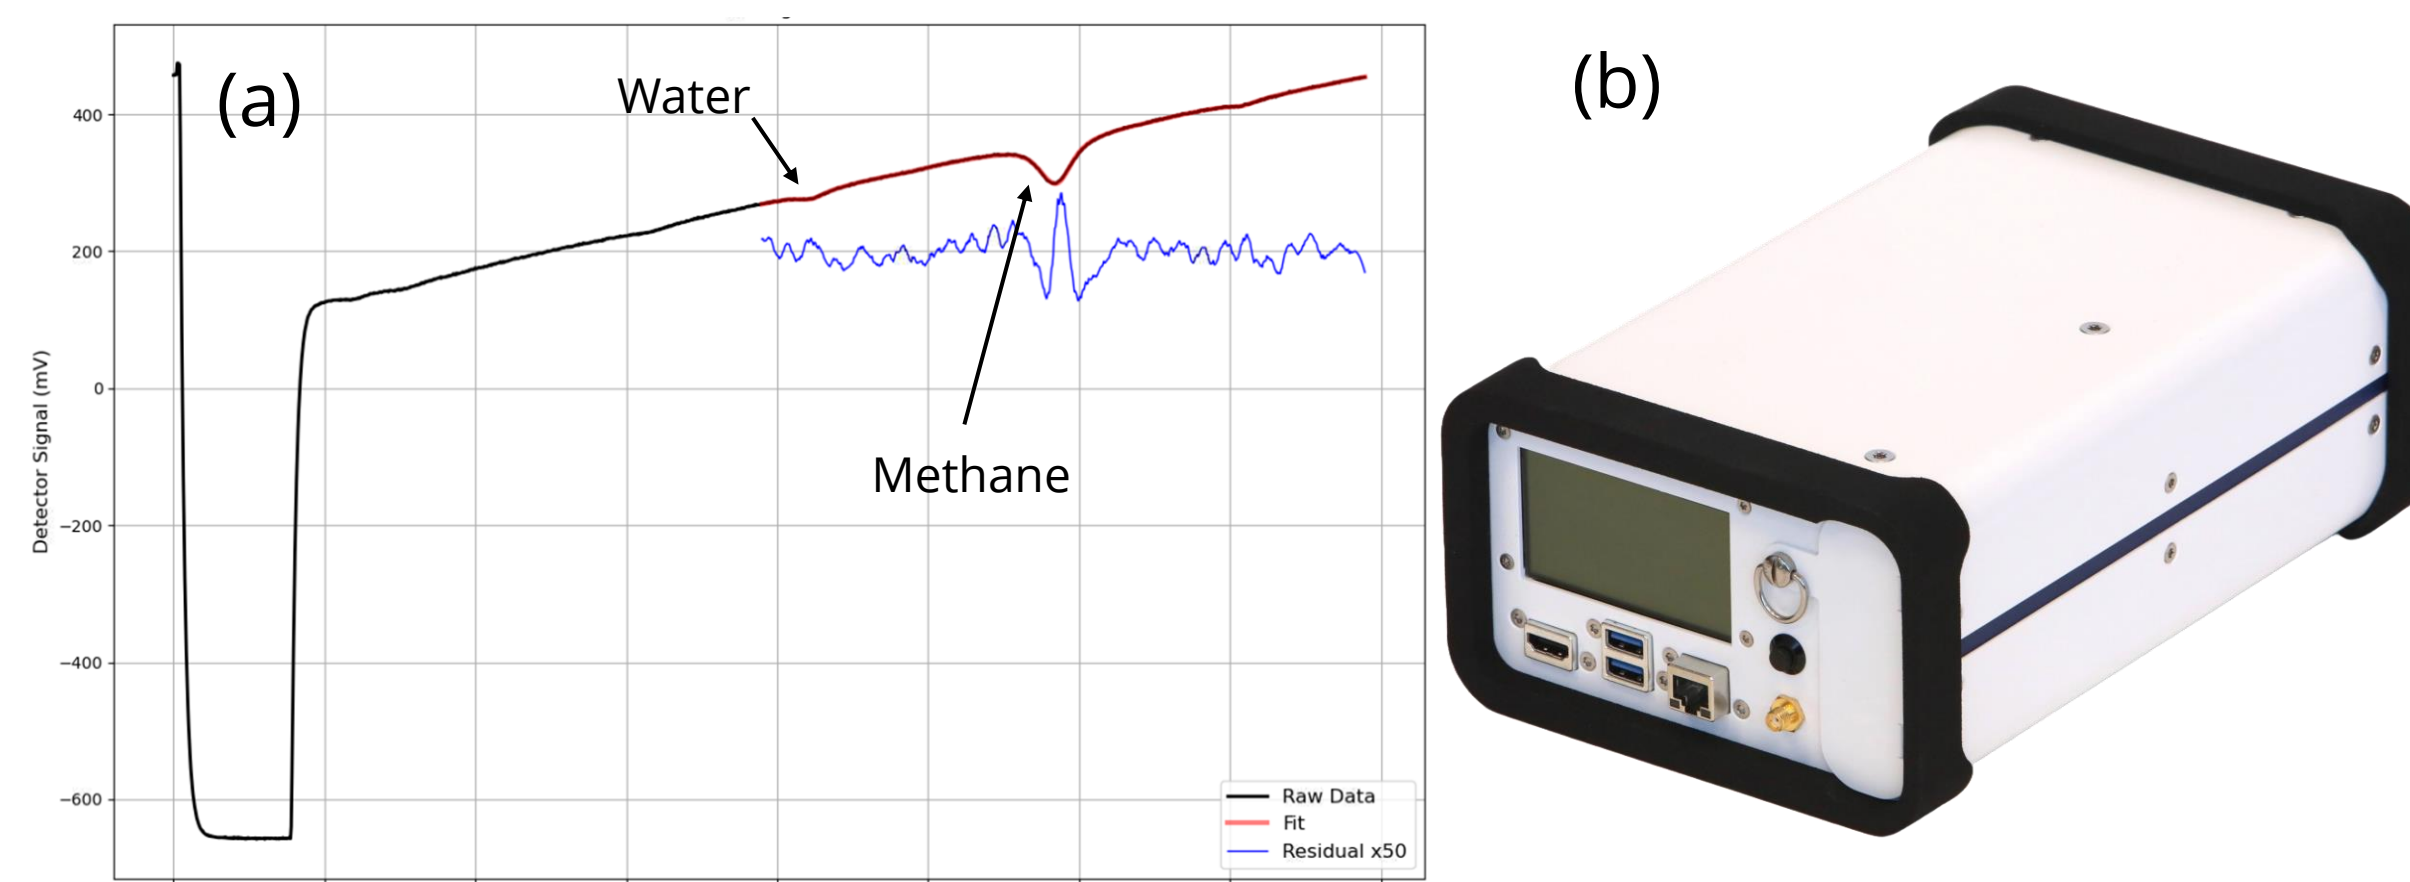 (a)
(b)
Water
Methane
Detector Signal (mV)
400
200
0
−200
−400
−600
Raw Data
Fit
Residual x50